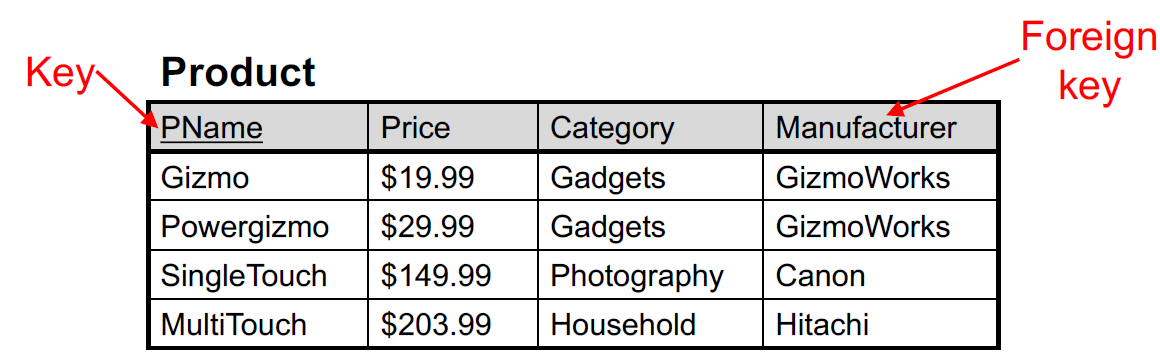 Key
Product
Foreign
key
PName Price Category Manufacturer
Gizmo $19.99 Gadgets GizmoWorks
Powergizmo $29.99 Gadgets GizmoWorks
SingleTouch $149.99 Photography Canon
MultiTouch $203.99 Household Hitachi